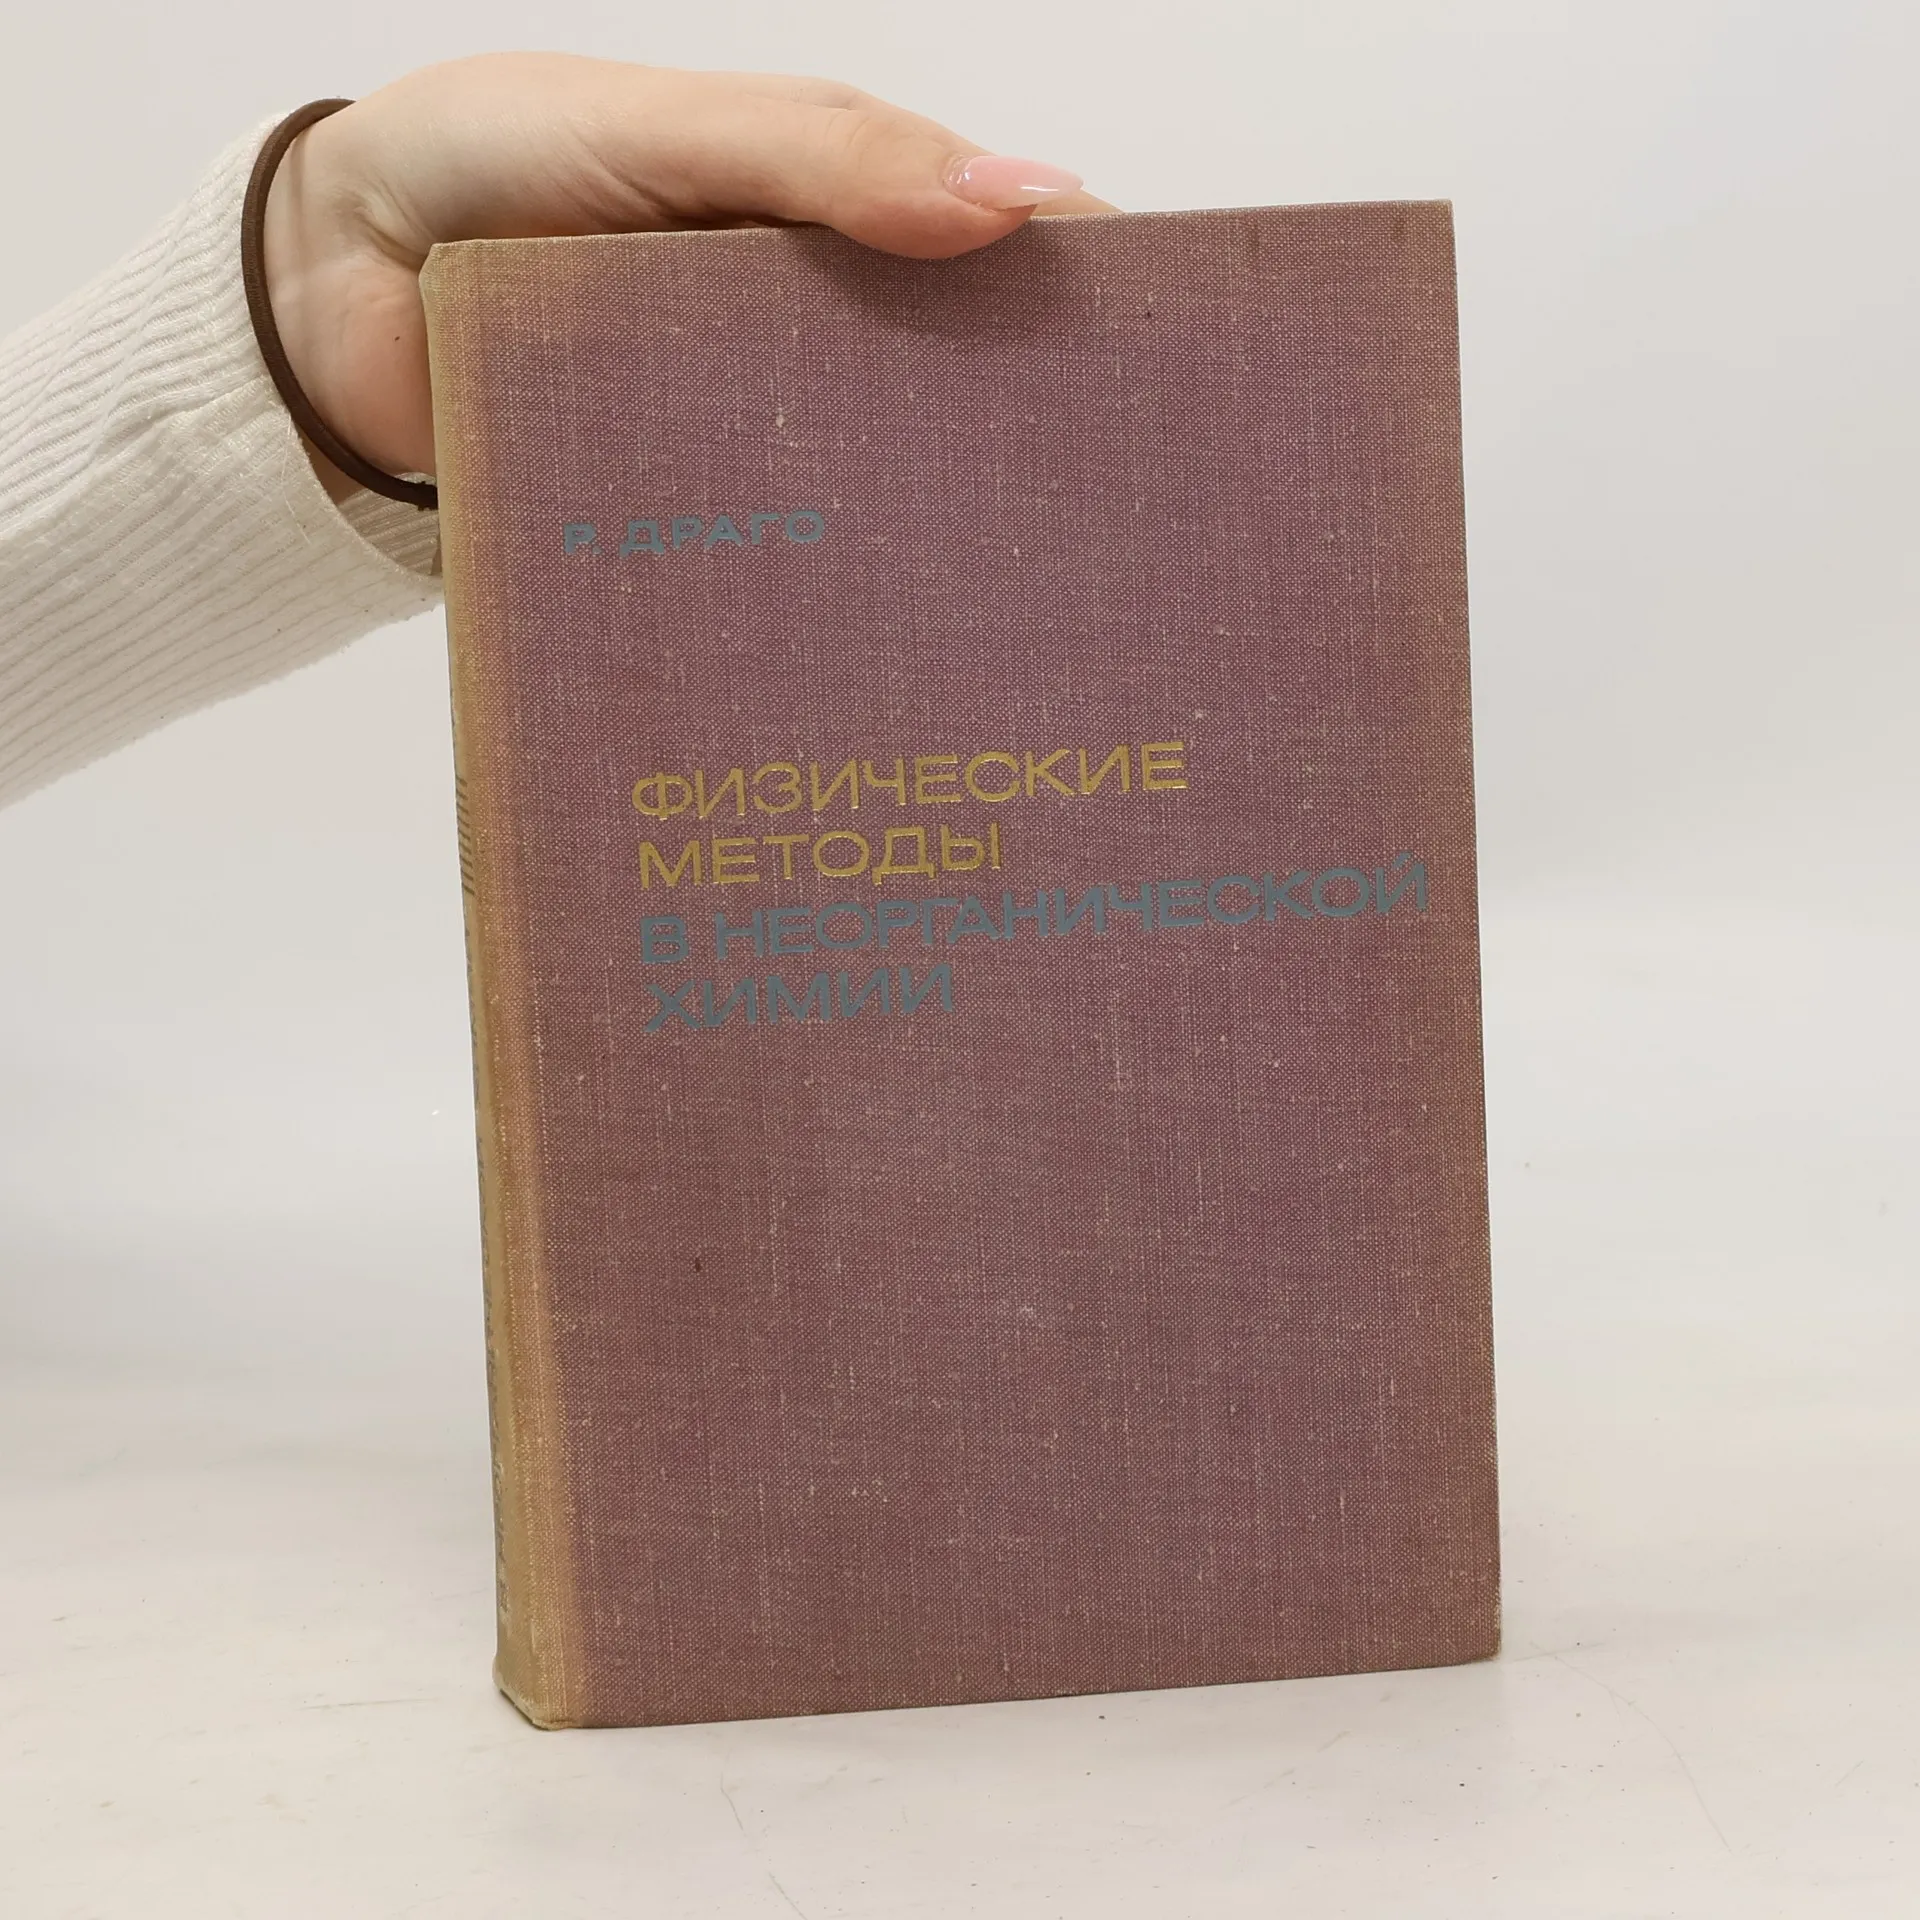 Р. ДРАГО
ФИЗИЧЕСКИЕ
МЕТОДЫ
В НЕОРГАНИЧЕСКОЙ
ХИМИИ